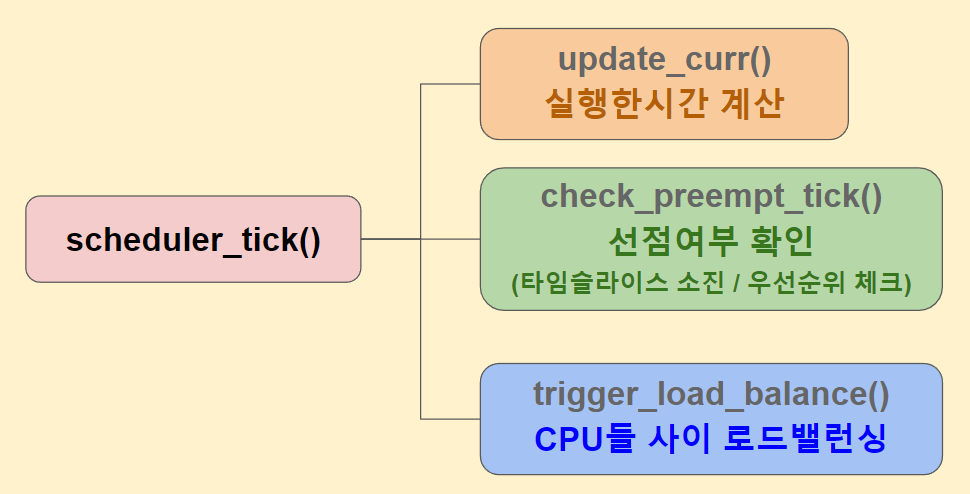 scheduler_tick()
update_curr()
실행한시간 계산
check_preempt_tick()
선점여부 확인
(타임슬라이스 소진 / 우선순위 체크)
trigger_load_balance()
CPU들 사이 로드밸런싱